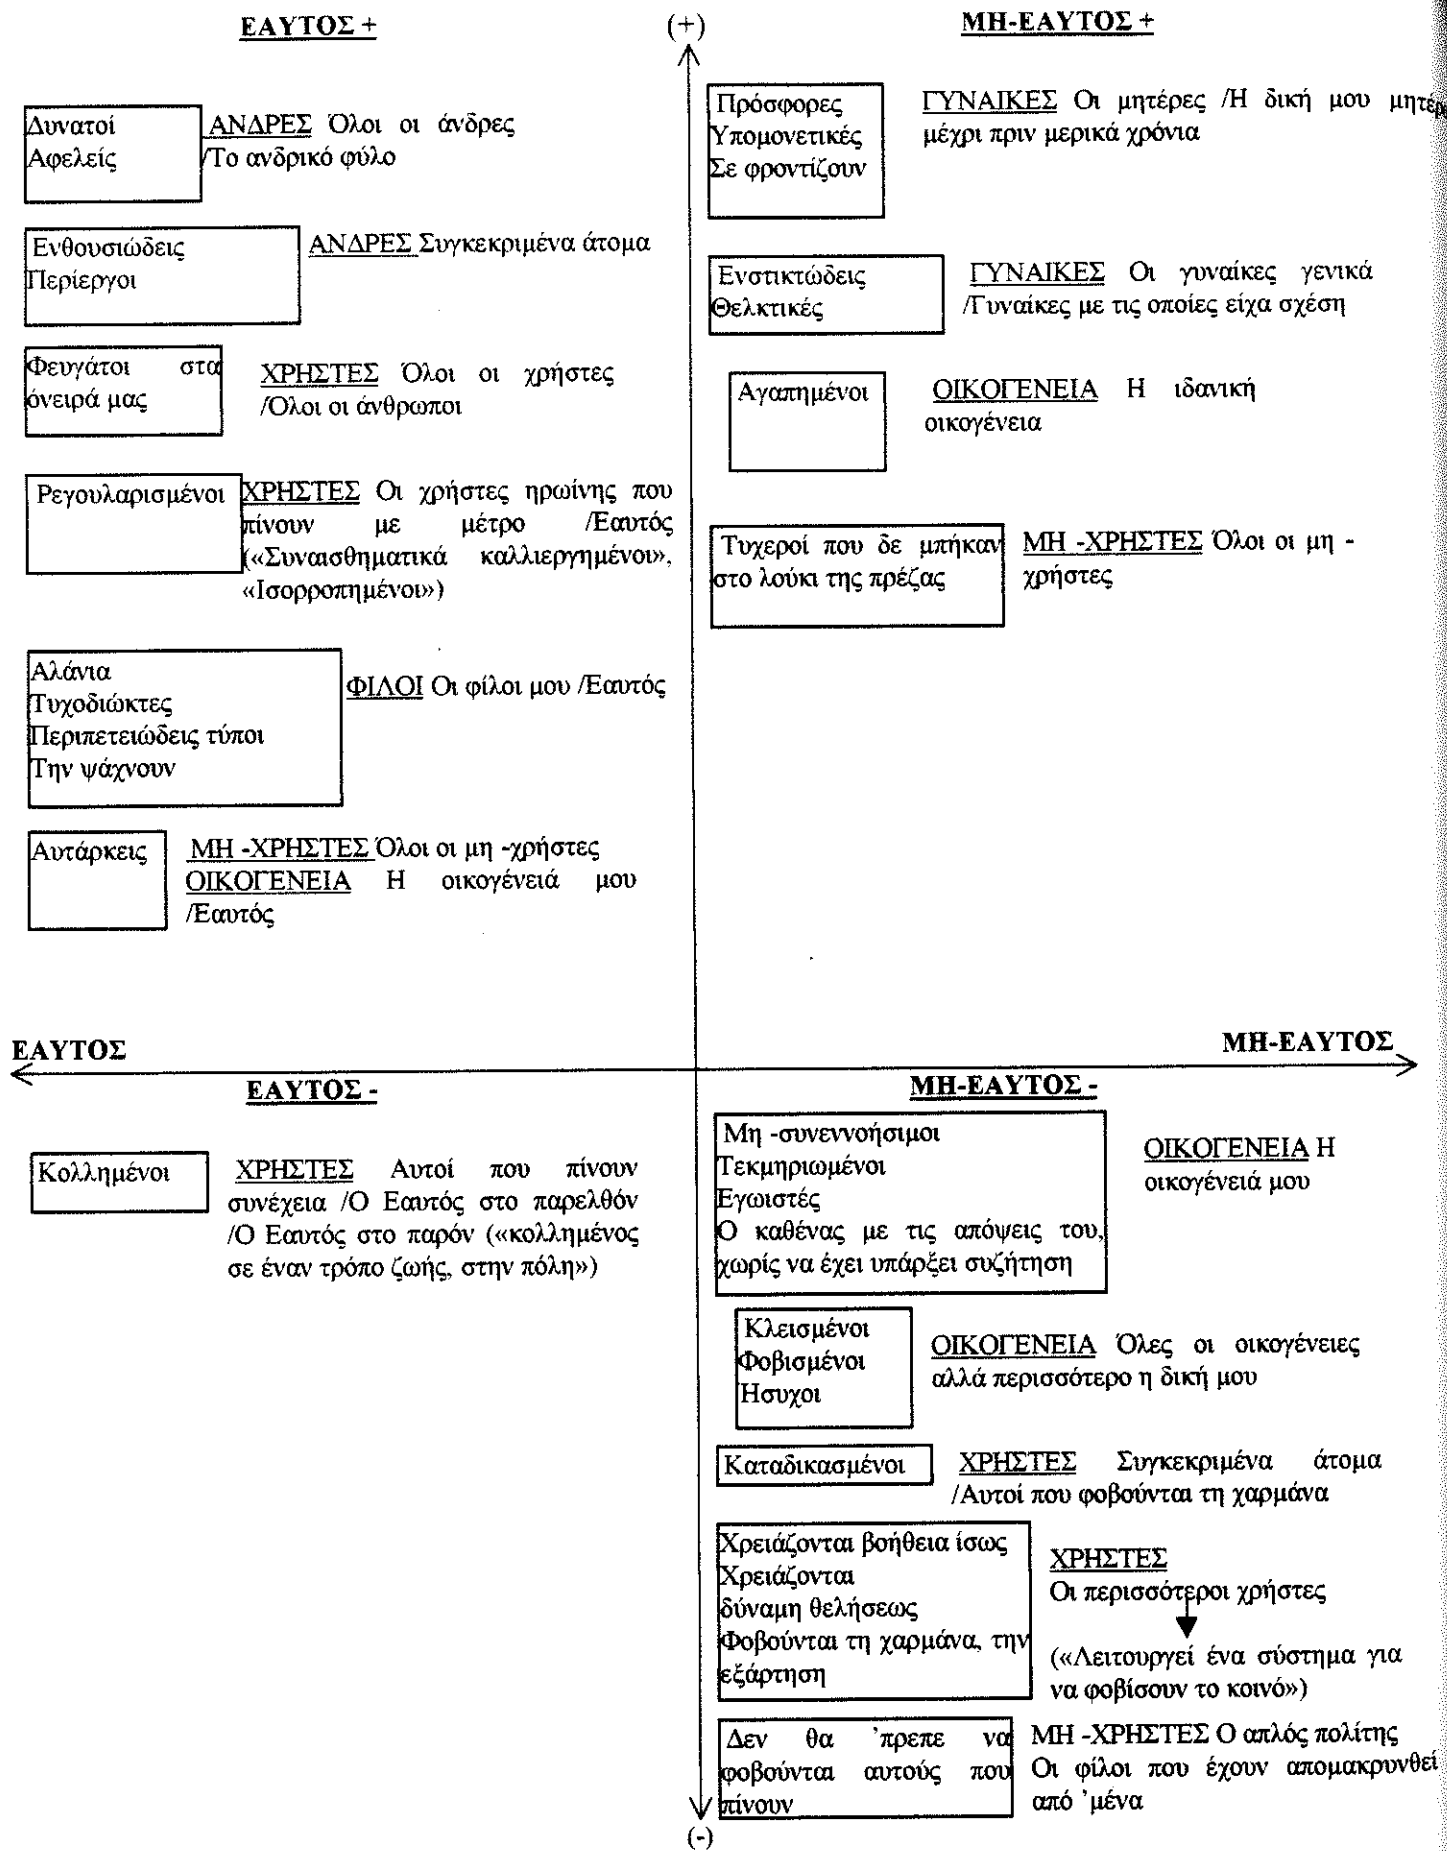 ΕΑΥΤΟΣ +
(+)
ΜΗ-ΕΑΥΤΟΣ +
Δυνατοί
Αφελείς
ΑΝΔΡΕΣ Όλοι οι άνδρες
/Το ανδρικό φύλο
Ενθουσιώδεις
Περίεργοι
ΑΝΔΡΕΣ Συγκεκριμένα άτομα
Φευγάτοι στα
όνειρά μας
ΧΡΗΣΤΕΣ Όλοι οι χρήστες
/Όλοι οι άνθρωποι
Ρεγουλαρισμένοι
ΧΡΗΣΤΕΣ Οι χρήστες ηρωίνης που
πίνουν με μέτρο /Εαυτός
(«Συναισθηματικά καλλιεργημένοι»,
«Ισορροπημένοι»)
Αλάνια
Τυχοδιώκτες
Περιπετειώδεις τύποι
Την ψάχνουν
ΦΙΛΟΙ Οι φίλοι μου /Εαυτός
Αυτάρκεις
ΜΗ -ΧΡΗΣΤΕΣ Όλοι οι μη -χρήστες
ΟΙΚΟΓΕΝΕΙΑ Η οικογένειά μου
/Εαυτός
Πρόσφορες
Υπομονετικές
Σε φροντίζουν
ΓΥΝΑΙΚΕΣ Οι μητέρες /Η δική μου
μέχρι πριν μερικά χρόνια
Ενστικτώδεις
Θελκτικές
ΓΥΝΑΙΚΕΣ Οι γυναίκες γενικά
/Γυναίκες με τις οποίες είχα σχέση
Αγαπημένοι
ΟΙΚΟΓΕΝΕΙΑ Η ιδανική
οικογένεια
Τυχεροί που δε μπήκαν
στο λούκι της πρέζας
ΜΗ -ΧΡΗΣΤΕΣ Όλοι οι μη -
χρήστες
ΕΑΥΤΟΣ
ΜΗ-ΕΑΥΤΟΣ
ΕΑΥΤΟΣ -
ΜΗ-ΕΑΥΤΟΣ -
Κολλημένοι
ΧΡΗΣΤΕΣ Αυτοί που πίνουν
συνέχεια /Ο Εαυτός στο παρελθόν
/Ο Εαυτός στο παρόν («κολλημένος
σε έναν τρόπο ζωής, στην πόλη»)
Μη -συνεννοήσιμοι
Τεκμηριωμένοι
Εγωιστές
Ο καθένας με τις απόψεις του,
χωρίς να έχει υπάρξει συζήτηση
ΟΙΚΟΓΕΝΕΙΑ Η
οικογένειά μου
Κλεισμένοι
Φοβισμένοι
Ήσυχοι
ΟΙΚΟΓΕΝΕΙΑ Όλες οι οικογένειες
αλλά περισσότερο η δική μου
Καταδικασμένοι
ΧΡΗΣΤΕΣ Συγκεκριμένα άτομα
/Αυτοί που φοβούνται τη χαρμάνα
Χρειάζονται βοήθεια ίσως
Χρειάζονται
δύναμη θελήσεως
Φοβούνται τη χαρμάνα, την
εξάρτηση
ΧΡΗΣΤΕΣ
Οι περισσότεροι χρήστες
(«Λειτουργεί ένα σύστημα για
να φοβίσουν το κοινό»)
Δεν θα 'πρεπε να
φοβούνται αυτούς που
πίνουν
ΜΗ -ΧΡΗΣΤΕΣ Ο απλός πολίτης
Οι φίλοι που έχουν απομακρυνθεί
από 'μένα
(-)